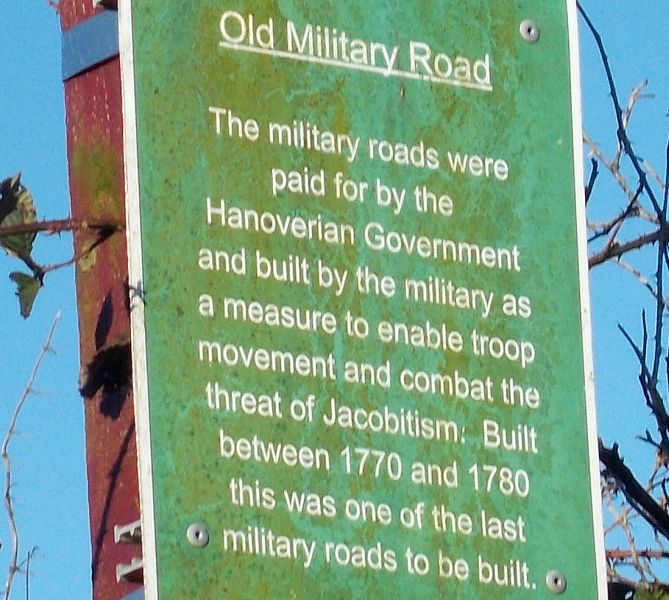 Old Military Road
The military roads were
paid for by the
Hanoverian Government
and built by the military as
a measure to enable troop
movement and combat the
threat of Jacobitism: Built
between 1770 and 1780
this was one of the last
military roads to be built.